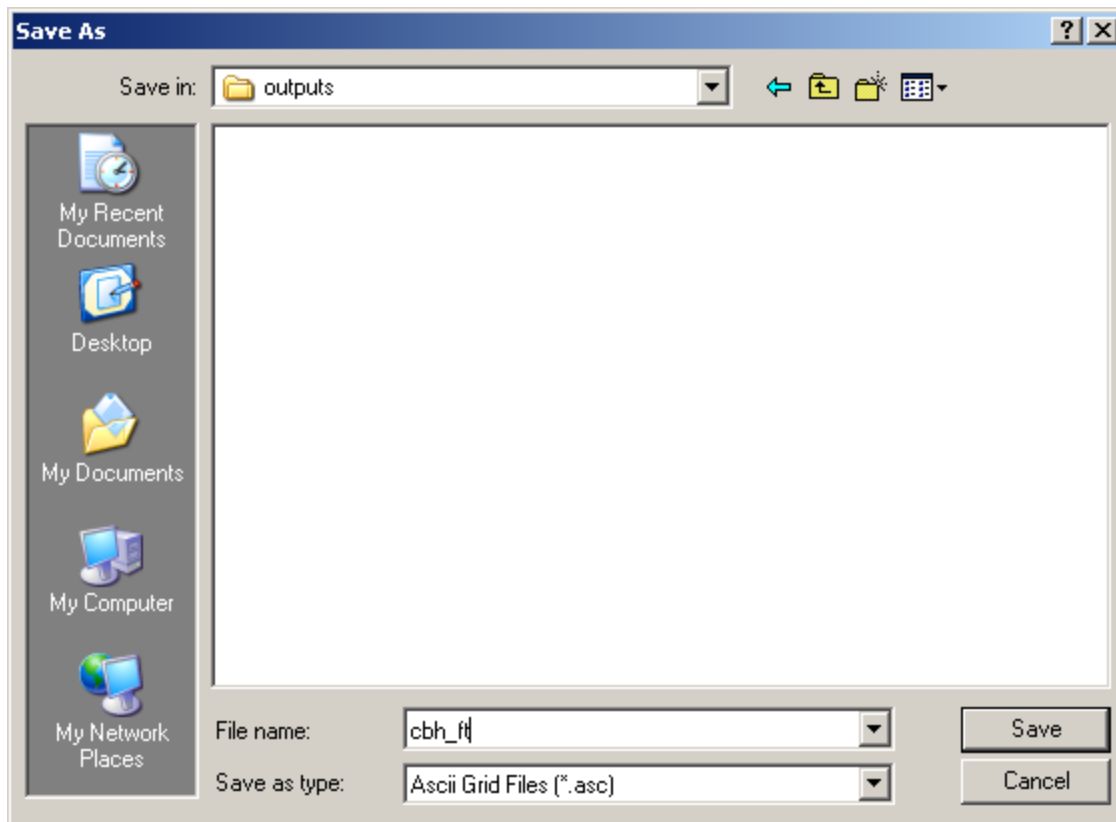 Save As
Save in:
outputs
My Recent
Documents
Desktop
My Documents
My Computer
My Network
Places
File name:
cbh_ft
Save
Save as type:
Ascii Grid Files (*.asc)
Cancel